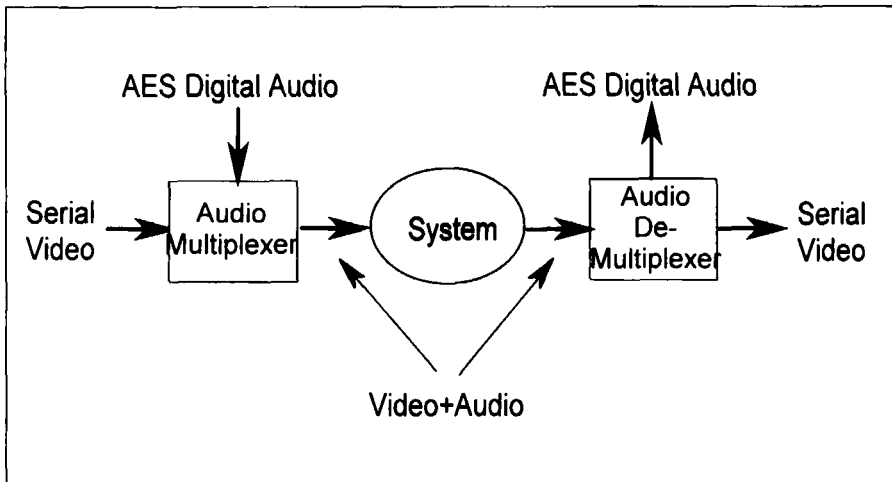 AES Digital Audio
AES Digital Audio
Serial
Video
Audio
Multiplexer
System
Audio
De-
Multiplexer
Serial
Video
Video+Audio